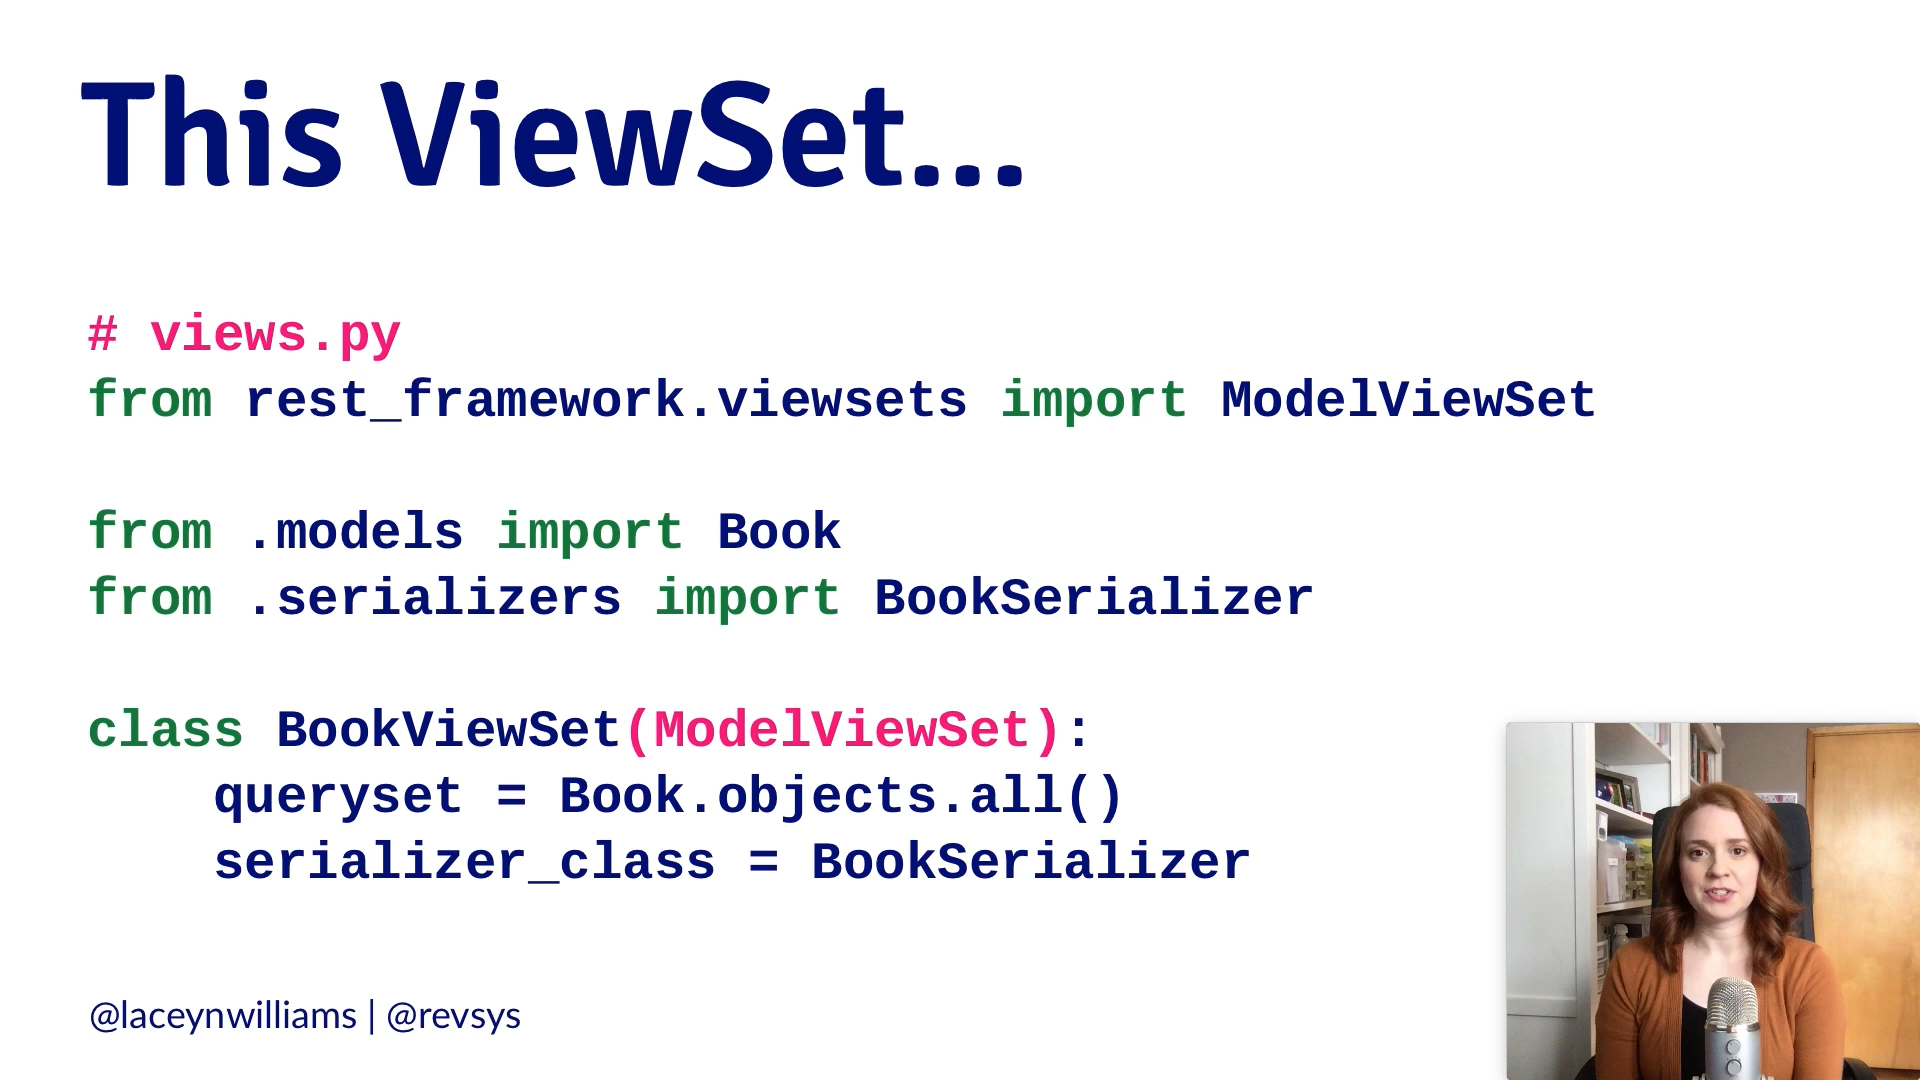 This ViewSet...
# views.py
from rest_framework.viewsets import ModelViewSet
from .models import Book
from .serializers import BookSerializer
class BookViewSet(ModelViewSet):
    queryset = Book.objects.all()
    serializer_class = BookSerializer
@laceynwilliams | @revsys